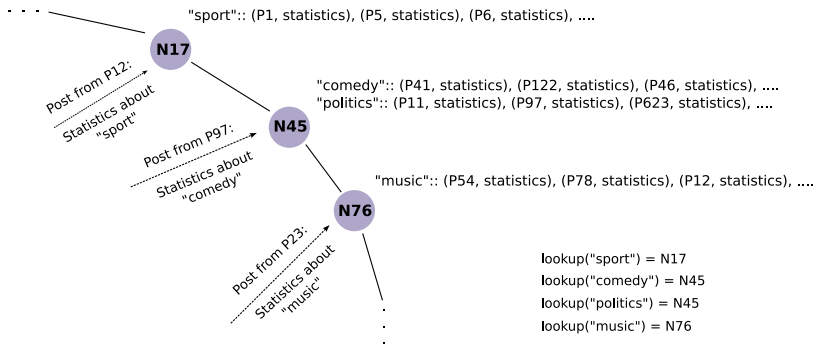 "sport":: (P1, statistics), (P5, statistics), (P6, statistics), ....
N17
Post from P12:
Statistics about
"sport"
"comedy":: (P41, statistics), (P122, statistics), (P46, statistics), ....
"politics":: (P11, statistics), (P97, statistics), (P623, statistics), ....
N45
Post from P97:
Statistics about
"comedy"
"music":: (P54, statistics), (P78, statistics), (P12, statistics), ....
N76
Post from P23:
Statistics about
"music"
lookup("sport") = N17
lookup("comedy") = N45
lookup("politics") = N45
lookup("music") = N76